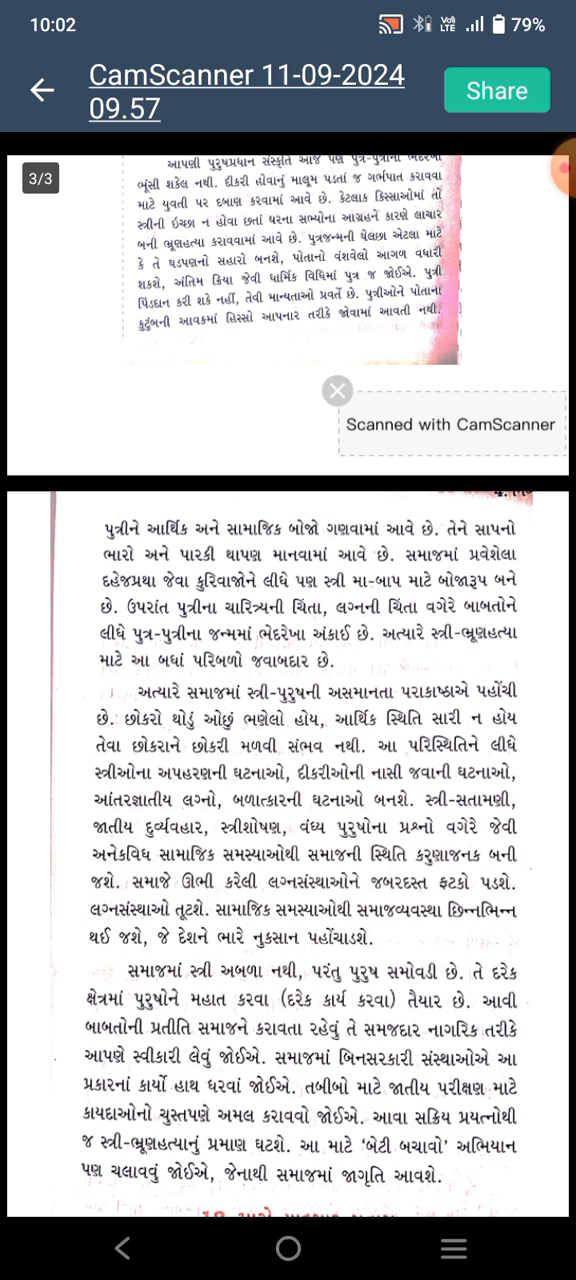 10:02
Vo) LTE
79%
CamScanner 11-09-2024
09.57
Share
3/3
આપણી પુરુષપ્રધાન સંસ્કૃતિ આજ પણ પુત્ર-પુત્રીના ભેદરેખા
ભૂંસી શકેલ નથી. દીકરી હોવાનું માલૂમ પડતાં જ ગર્ભપાત કરાવવા
માટે યુવતી પર દબાણ કરવામાં આવે છે. કેટલાક કિસ્સાઓમાં તો
સ્ત્રીની ઇચ્છા ન હોવા છતાં ઘરના સભ્યોના આગ્રહને કારણે લાચાર
બની ભ્રૂણહત્યા કરાવવામાં આવે છે. પુત્રજન્મની ઘેલછા એટલા માટે
કે તે ઘડપણનો સહારો બનશે, પોતાનો વંશવેલો આગળ વધારી
શકશે, અંતિમ ક્રિયા જેવી ધાર્મિક વિધિમાં પુત્ર જ જોઈએ. પુત્રી
પિંડદાન કરી શકે નહીં, તેવી માન્યતાઓ પ્રવર્તે છે. પુત્રીઓને પોતાના
કુટુંબની આવકમાં હિસ્સો આપનાર તરીકે જોવામાં આવતી નથી.
Scanned with CamScanner
પુત્રીને આર્થિક અને સામાજિક બોજો ગણવામાં આવે છે. તેને સાપનો
ભારો અને પારકી થાપણ માનવામાં આવે છે. સમાજમાં પ્રવેશેલા
દહેજપ્રથા જેવા કુરિવાજોને લીધે પણ સ્ત્રી મા-બાપ માટે બોજારૂપ બને
છે. ઉપરાંત પુત્રીના ચારિત્ર્યની ચિંતા, લગ્નની ચિંતા વગેરે બાબતોને
લીધે પુત્ર-પુત્રીના જન્મમાં ભેદરેખા અંકાઈ છે. અત્યારે સ્ત્રી-ભ્રૂણહત્યા
માટે આ બધાં પરિબળો જવાબદાર છે.
અત્યારે સમાજમાં સ્ત્રી-પુરુષની અસમાનતા પરાકાષ્ઠાએ પહોંચી
છે. છોકરો થોડું ઓછું ભણેલો હોય, આર્થિક સ્થિતિ સારી ન હોય
તેવા છોકરાને છોકરી મળવી સંભવ નથી. આ પરિસ્થિતિને લીધે
સ્ત્રીઓના અપહરણની ઘટનાઓ, દીકરીઓની નાસી જવાની ઘટનાઓ,
આંતરજ્ઞાતીય લગ્નો, બળાત્કારની ઘટનાઓ બનશે. સ્ત્રી-સતામણી,
જાતીય દુર્વ્યવહાર, સ્ત્રીશોષણ, વંધ્ય પુરુષોના પ્રશ્નો વગેરે જેવી
અનેકવિધ સામાજિક સમસ્યાઓથી સમાજની સ્થિતિ કરુણાજનક બની
જશે. સમાજે ઊભી કરેલી લગ્નસંસ્થાઓને જબરદસ્ત ફટકો પડશે.
લગ્નસંસ્થાઓ તૂટશે. સામાજિક સમસ્યાઓથી સમાજવ્યવસ્થા છિન્નભિન્ન
થઈ જશે, જે દેશને ભારે નુકસાન પહોંચાડશે.
સમાજમાં સ્ત્રી અબળા નથી, પરંતુ પુરુષ સમોવડી છે. તે દરેક
ક્ષેત્રમાં પુરુષોને મહાત કરવા (દરેક કાર્ય કરવા) તૈયાર છે. આવી
બાબતોની પ્રતીતિ સમાજને કરાવતા રહેવું તે સમજદાર નાગરિક તરીકે
આપણે સ્વીકારી લેવું જોઈએ. સમાજમાં બિનસરકારી સંસ્થાઓએ આ
પ્રકારનાં કાર્યો હાથ ધરવાં જોઈએ. તબીબો માટે જાતીય પરીક્ષણ માટે
કાયદાઓનો ચુસ્તપણે અમલ કરાવવો જોઈએ. આવા સક્રિય પ્રયત્નોથી
જ સ્ત્રી-ભ્રૂણહત્યાનું પ્રમાણ ઘટશે. આ માટે ‘બેટી બચાવો’ અભિયાન
પણ ચલાવવું જોઈએ, જેનાથી સમાજમાં જાગૃતિ આવશે.